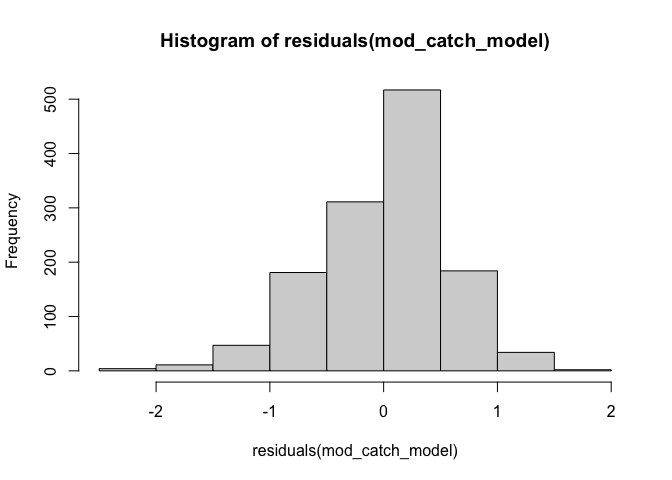 Histogram of residuals(mod_catch_model)
Frequency
500
400
300
200
100
0
-2 -1 0 1 2
residuals(mod_catch_model)